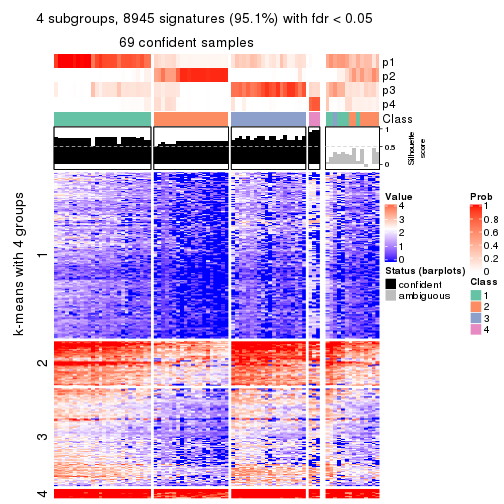 4 subgroups, 8945 signatures (95.1%) with fdr < 0.05
69 confident samples
p1
p2
p3
p4
Class
1
0.5
0
Silhouette
score
k-means with 4 groups
1
2
3
4
Value
4
3
2
1
0
Status (barplots)
confident
ambiguous
Prob
1
0.8
0.6
0.4
0.2
0
Class
1
2
3
4